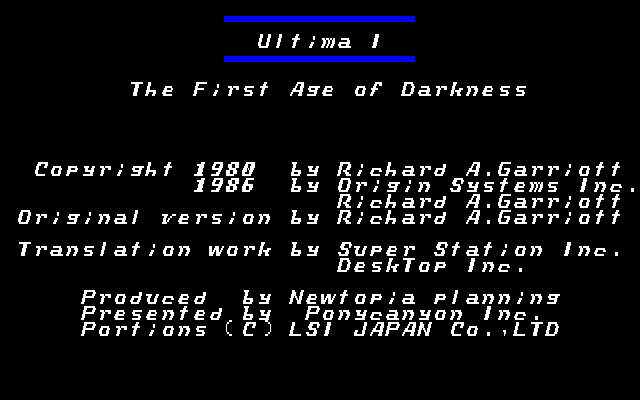 Ultima I
The First Age of Darkness
Copyright 1980 by Richard A.Garriott
1986 by Origin Systems Inc.
Richard A.Garriott
Original version by Richard A.Garriott
Translation work by Super Station Inc.
DeskTop Inc.
Produced by Newtopia planning
Presented by Ponycanyon Inc.
Portions (C) LSI JAPAN Co.,LTD